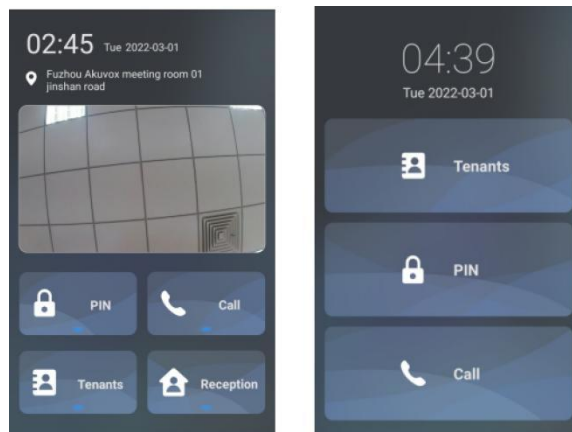 02:45 Tue 2022-03-01
Fuzhou Akuvox meeting room 01
jinshan road
PIN
Call
Tenants
Reception
04:39
Tue 2022-03-01
Tenants
PIN
Call